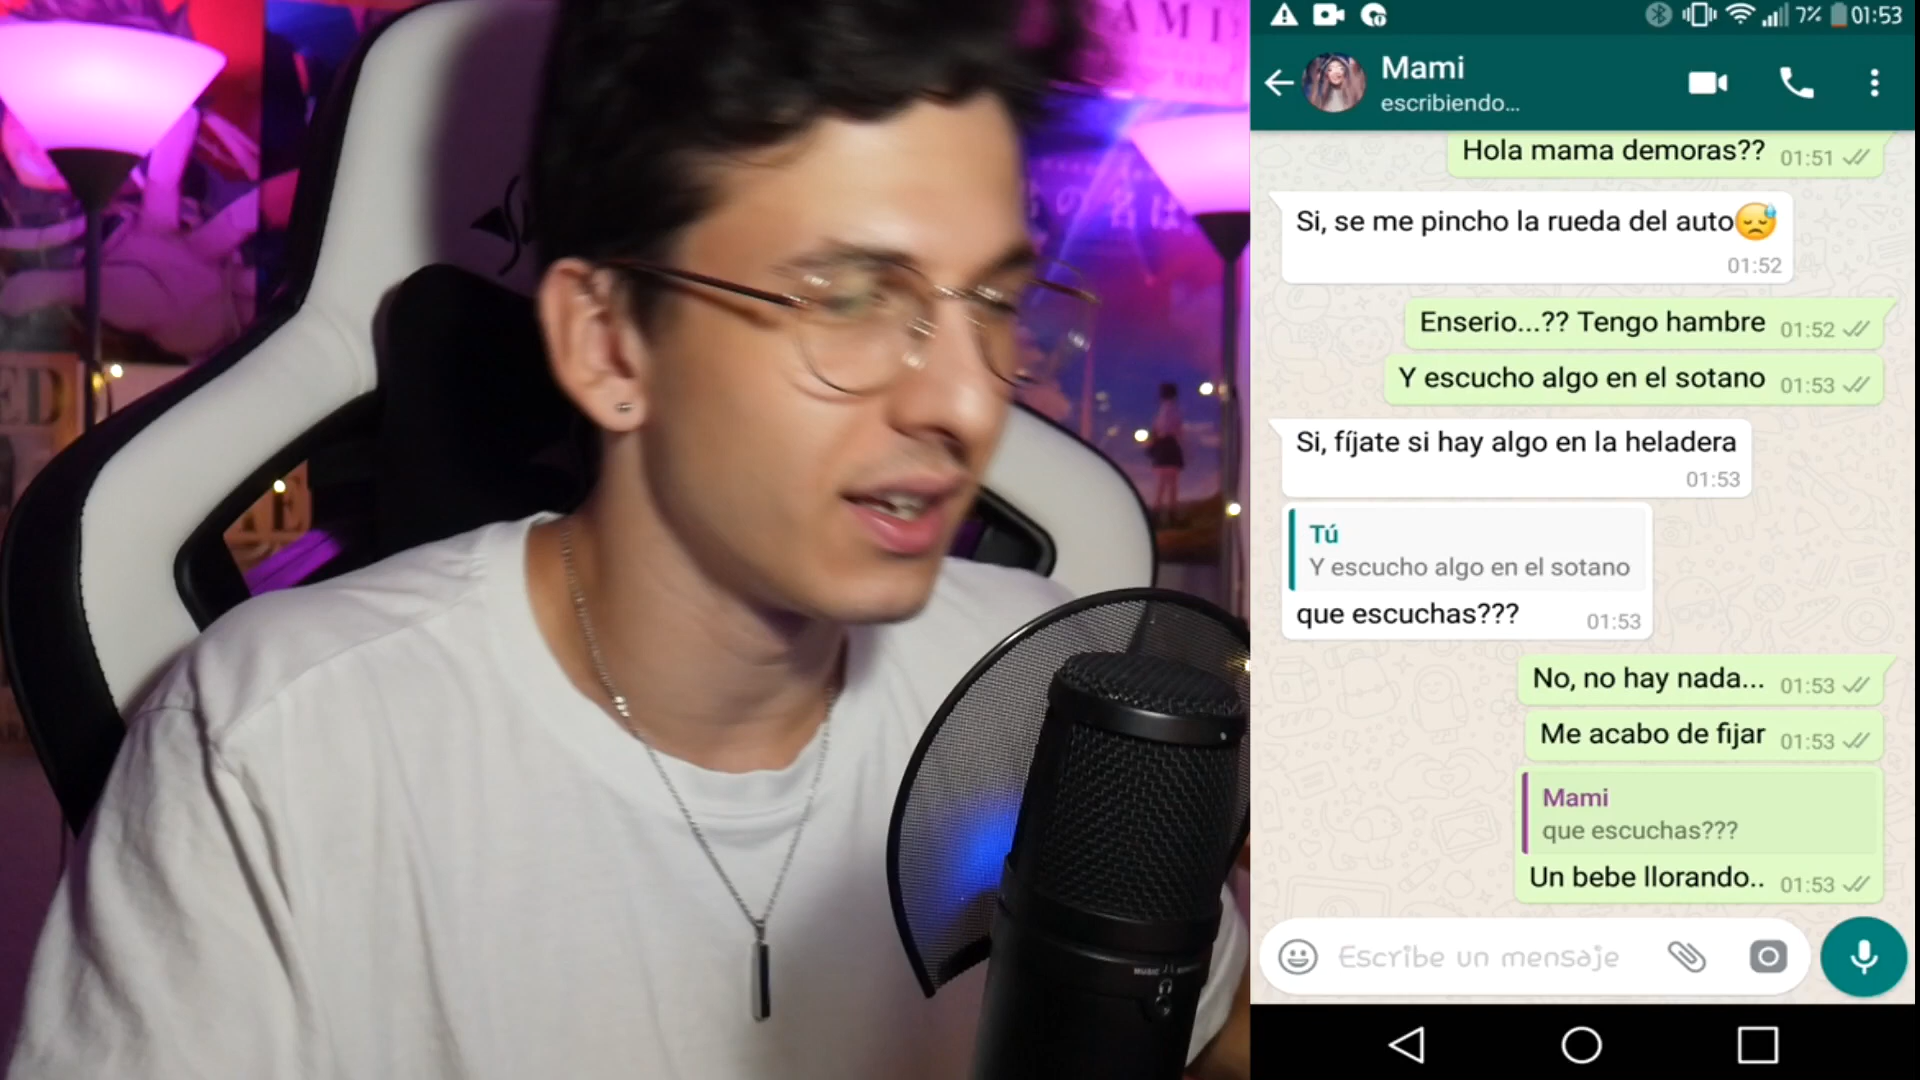 7% 01:53
Mami
escribiendo...
Hola mama demoras?? 01:51
Si, se me pincho la rueda del auto😓
01:52
Enserio...?? Tengo hambre 01:52
Y escucho algo en el sotano 01:53
Si, fíjate si hay algo en la heladera
01:53
Tú
Y escucho algo en el sotano
que escuchas??? 01:53
No, no hay nada... 01:53
Me acabo de fijar 01:53
Mami
que escuchas???
Un bebe llorando.. 01:53
Escribe un mensaje